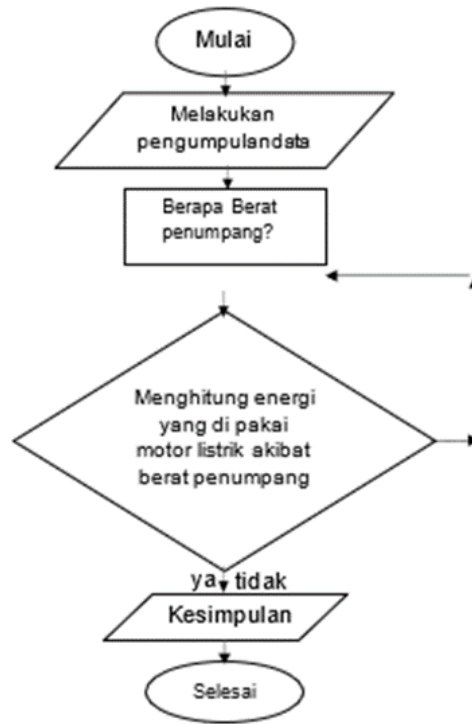 Mulai
Melakukan
pengumpulandata
Berapa Berat
penumpang?
Menghitung energi
yang di pakai
motor listrik akibat
berat penumpang
ya tidak
Kesimpulan
Selesai